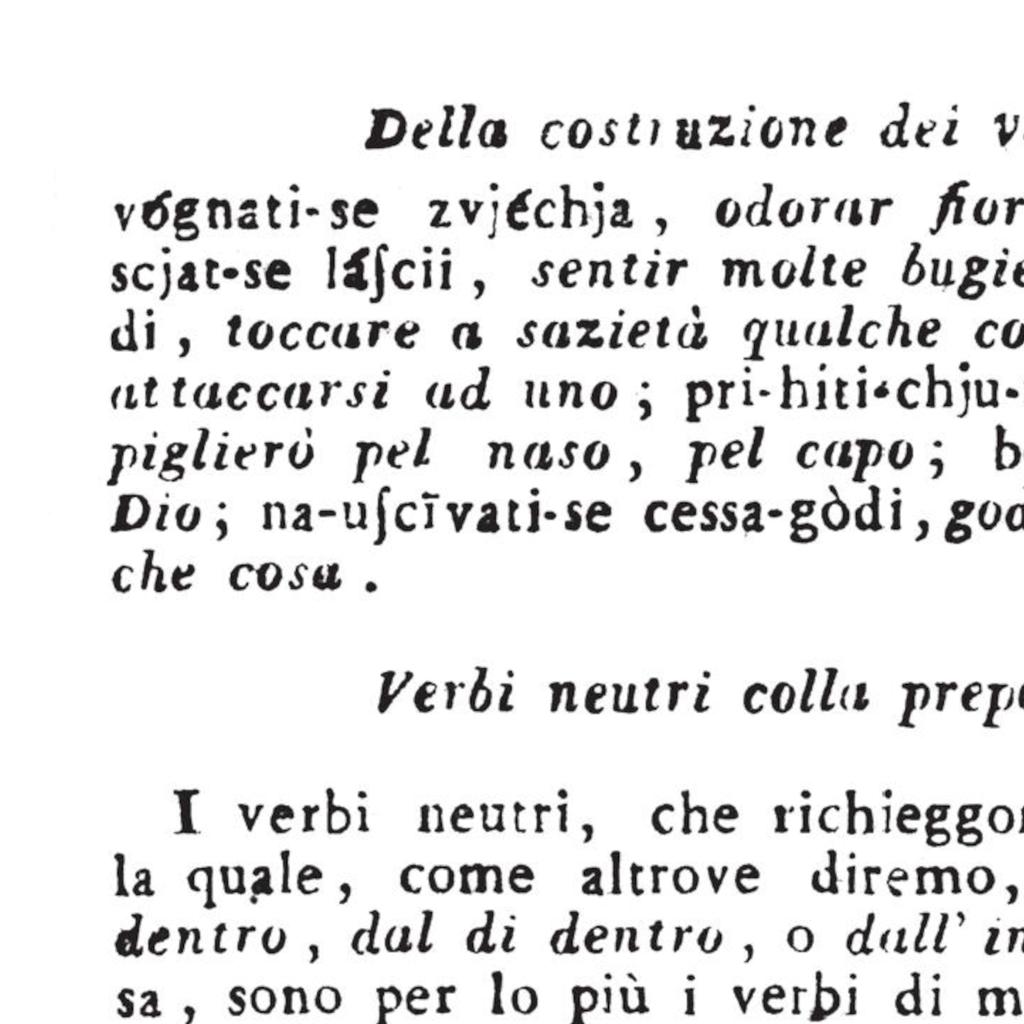 Della costruzione dei v
vógnati-se zvjéchja, odorar fior
scjat-se láſcii, sentir molte bugie
di, toccare a sazietà qualche co
attaccarsi ad uno; pri-hiti-chju-
piglierò pel naso, pel capo; b
Dio; na-uſcīvati-se cessa-gòdi, god
che cosa.
Verbi neutri colla prepo
I verbi neutri, che richieggon
la quale, come altrove diremo,
dentro, dal di dentro, o dall' in
sa, sono per lo più i verbi di m